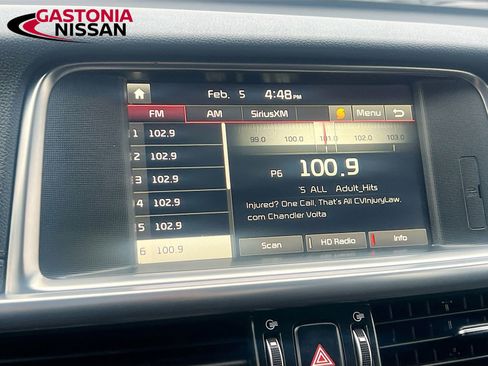 GASTONIA
NISSAN
Feb. 5 4:48PM
FM AM SiriusXM Menu
99.0 100.0 101.0 102.0 103.0
1 102.9
2 102.9
3 102.9
4 102.9
5 102.9
6 100.9
P6 100.9
'S ALL Adult_Hits
Injured? One Call, That's All CVInjuryLaw.
com Chandler Volta
Scan HD Radio Info